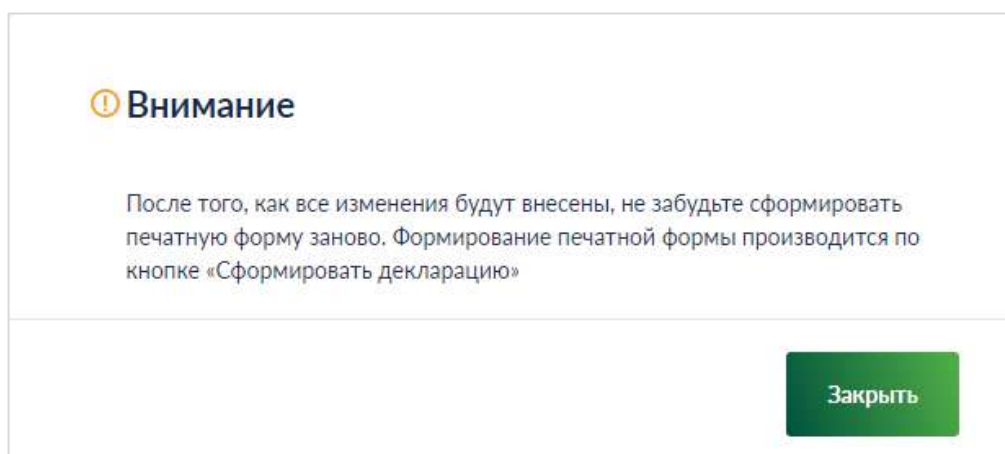 Внимание
После того, как все изменения будут внесены, не забудьте сформировать
печатную форму заново. Формирование печатной формы производится по
кнопке «Сформировать декларацию»
Закрыть